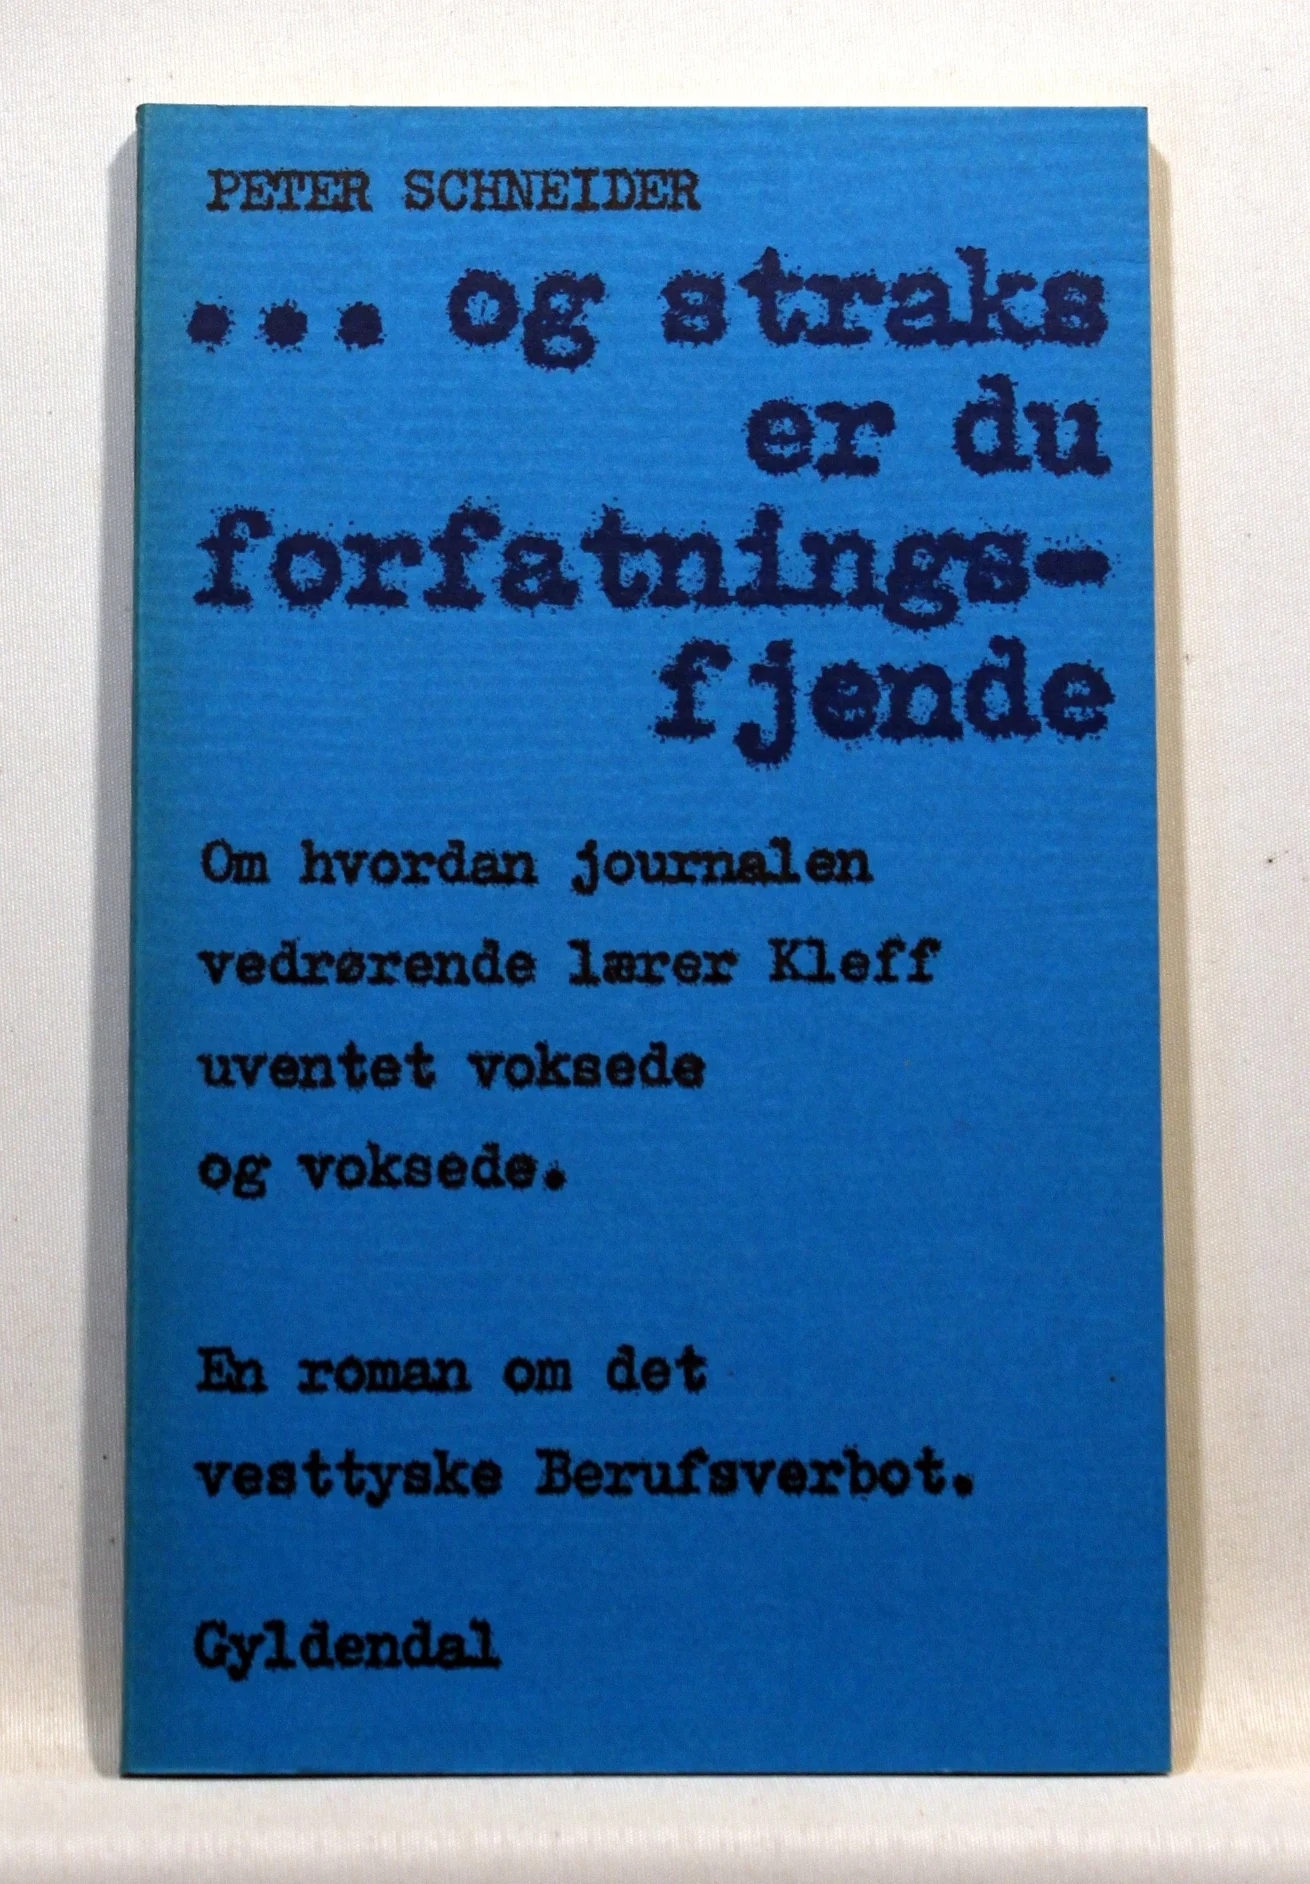 PETER SCHNEIDER
... og straks
er du
forfatnings-
fjende
Om hvordan journalen
vedrørende lærer Kleff
uventet voksede
og voksede.
En roman om det
vesttyske Berufsverbot.
Gyldendal